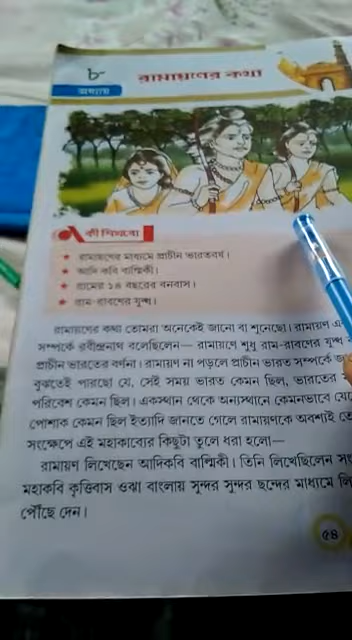 ৮
অধ্যায়
রামায়ণের কথা
কী শিখবো
★ রামায়ণের মাধ্যমে প্রাচীন ভারতবর্ষ।
★ আদি কবি বাল্মিকী।
★ রামের ১৪ বছরের বনবাস।
★ রাম-রাবণের যুদ্ধ।
রামায়ণের কথা তোমরা অনেকেই জানো বা শুনেছো। রামায়ণ
সম্পর্কে রবীন্দ্রনাথ বলেছিলেন— রামায়ণে শুধু রাম-রাবণের যুদ্ধ
প্রাচীন ভারতের বর্ণনা। রামায়ণ না পড়লে প্রাচীন ভারত সম্পর্কে
বুঝতেই পারছো যে, সেই সময় ভারত কেমন ছিল, ভারতের
পরিবেশ কেমন ছিল। একস্থান থেকে অন্যস্থানে কেমনভাবে
পোশাক কেমন ছিল ইত্যাদি জানতে গেলে রামায়ণকে অবশ্যই
সংক্ষেপে এই মহাকাব্যের কিছুটা তুলে ধরা হলো—
রামায়ণ লিখেছেন আদিকবি বাল্মিকী। তিনি লিখেছিলেন
মহাকবি কৃত্তিবাস ওঝা বাংলায় সুন্দর সুন্দর ছন্দের মাধ্যমে
পৌঁছে দেন।
৫৪